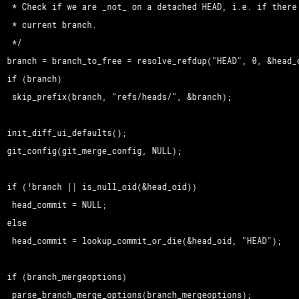 * Check if we are _not_ on a detached HEAD, i.e. if there
* current branch.
*/
branch = branch_to_free = resolve_refdup("HEAD", 0, &head_o
if (branch)
skip_prefix(branch, "refs/heads/", &branch);
init_diff_ui_defaults();
git_config(git_merge_config, NULL);
if (!branch || is_null_oid(&head_oid))
head_commit = NULL;
else
head_commit = lookup_commit_or_die(&head_oid, "HEAD");
if (branch_mergeoptions)
parse_branch_merge_options(branch_mergeoptions);